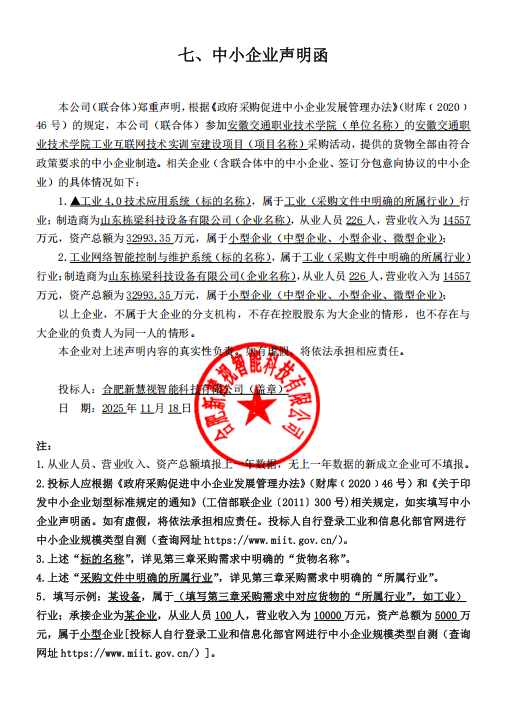 七、中小企业声明函
本公司（联合体）郑重声明，根据《政府采购促进中小企业发展管理办法》（财库﹝2020﹞
46号）的规定，本公司（联合体）参加安徽交通职业技术学院（单位名称）的安徽交通职
业技术学院工业互联网技术实训室建设项目（项目名称）采购活动，提供的货物全部由符合
政策要求的中小企业制造。相关企业（含联合体中的中小企业、签订分包意向协议的中小企
业）的具体情况如下：
1.▲工业4.0技术应用系统（标的名称），属于工业（采购文件中明确的所属行业）行
业；制造商为山东栋梁科技设备有限公司（企业名称），从业人员226人，营业收入为14557
万元，资产总额为32993.35万元，属于小型企业（中型企业、小型企业、微型企业）；
2.工业网络智能控制与维护系统（标的名称），属于工业（采购文件中明确的所属行业）
行业；制造商为山东栋梁科技设备有限公司（企业名称），从业人员226人，营业收入为14557
万元，资产总额为32993.35万元，属于小型企业（中型企业、小型企业、微型企业）；
以上企业，不属于大企业的分支机构，不存在控股股东为大企业的情形，也不存在与
大企业的负责人为同一人的情形。
本企业对上述声明内容的真实性负责。如有虚假，将依法承担相应责任。
投标人：合肥新慧视智能科技有限公司（盖章）
日 期：2025年11月18日
合肥新慧视智能科技有限公司
注：
1.从业人员、营业收入、资产总额填报上一年数据，无上一年数据的新成立企业可不填报。
2.投标人应根据《政府采购促进中小企业发展管理办法》（财库﹝2020﹞46号）和《关于印
发中小企业划型标准规定的通知》（工信部联企业〔2011〕300号)相关规定，如实填写中小
企业声明函。如有虚假，将依法承担相应责任。投标人自行登录工业和信息化部官网进行
中小企业规模类型自测（查询网址https://www.miit.gov.cn/）。
3.上述“标的名称”，详见第三章采购需求中明确的“货物名称”。
4.上述“采购文件中明确的所属行业”，详见第三章采购需求中明确的“所属行业”。
5．填写示例：某设备，属于（填写第三章采购需求中对应货物的“所属行业”，如工业）
行业；承接企业为某企业，从业人员100人，营业收入为10000万元，资产总额为5000万
元，属于小型企业[投标人自行登录工业和信息化部官网进行中小企业规模类型自测（查询
网址https://www.miit.gov.cn/）]。